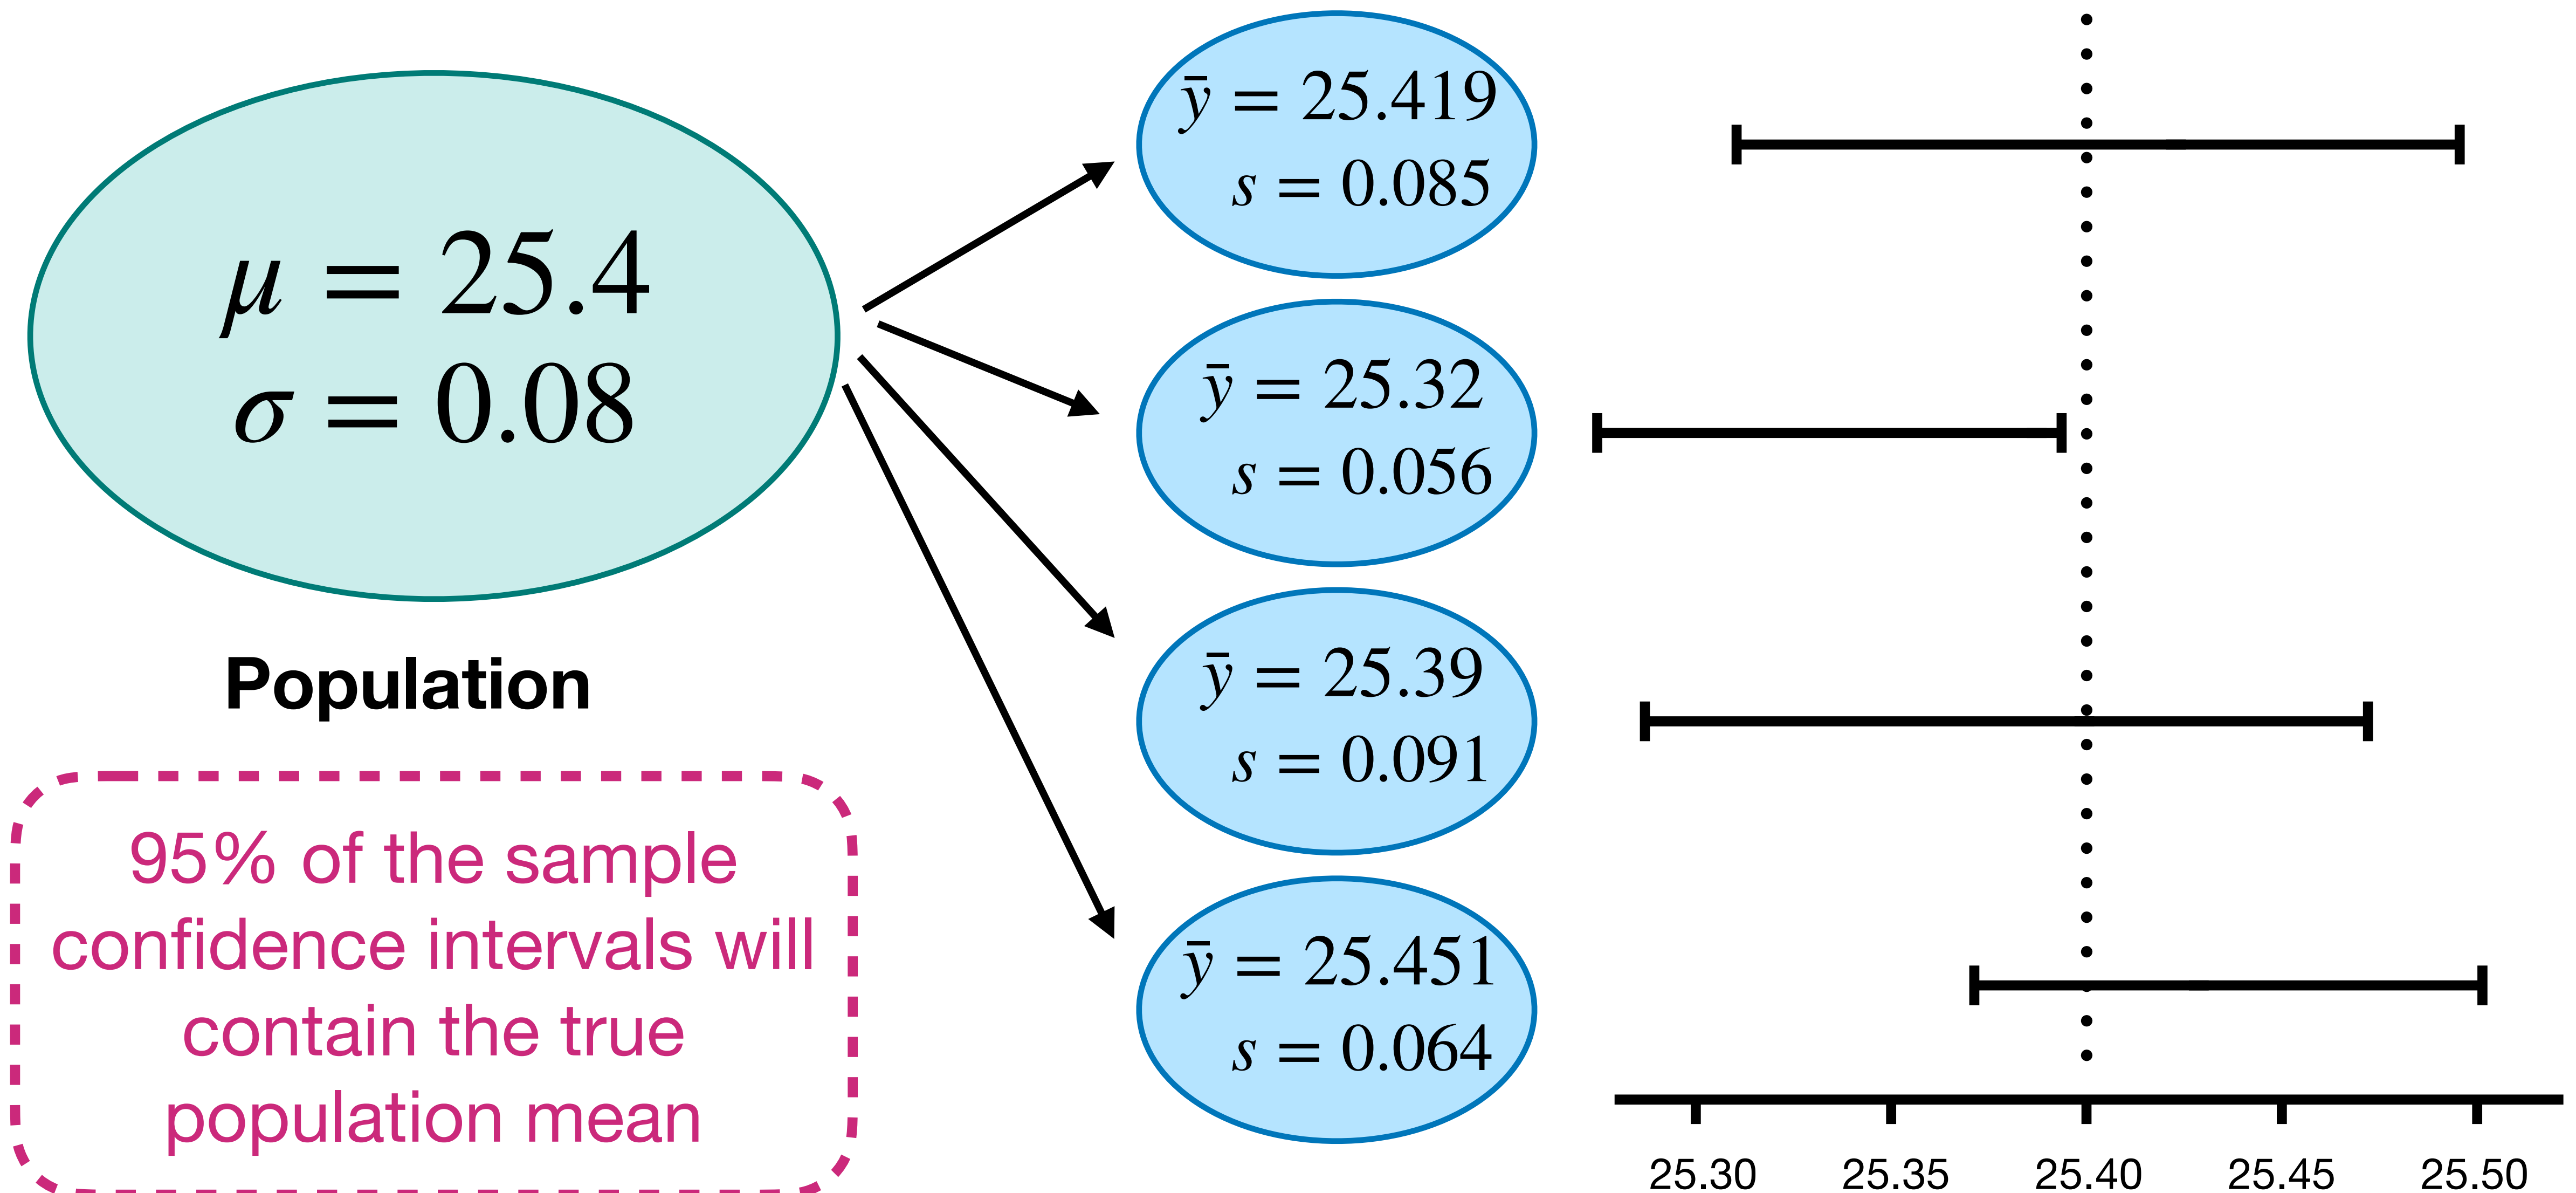 μ = 25.4
σ = 0.08
Population
95% of the sample
confidence intervals will
contain the true
population mean
ȳ = 25.419
s = 0.085
ȳ = 25.32
s = 0.056
ȳ = 25.39
s = 0.091
ȳ = 25.451
s = 0.064
25.30 25.35 25.40 25.45 25.50